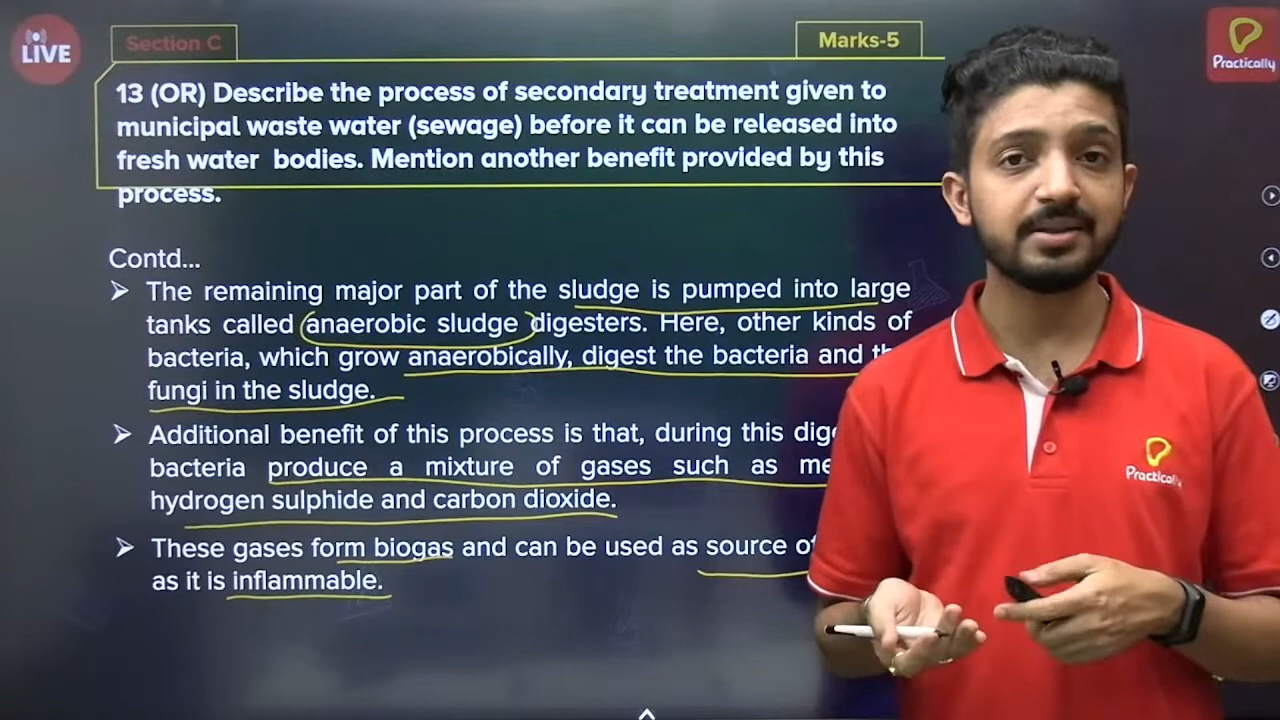 LIVE
Section C
Marks-5
Practically
13 (OR) Describe the process of secondary treatment given to
municipal waste water (sewage) before it can be released into
fresh water bodies. Mention another benefit provided by this
process.
Contd...
➤ The remaining major part of the sludge is pumped into large
tanks called anaerobic sludge digesters. Here, other kinds of
bacteria, which grow anaerobically, digest the bacteria and
fungi in the sludge.
➤ Additional benefit of this process is that, during this
bacteria produce a mixture of gases such as
hydrogen sulphide and carbon dioxide.
➤ These gases form biogas and can be used as source of
as it is inflammable.
Practically